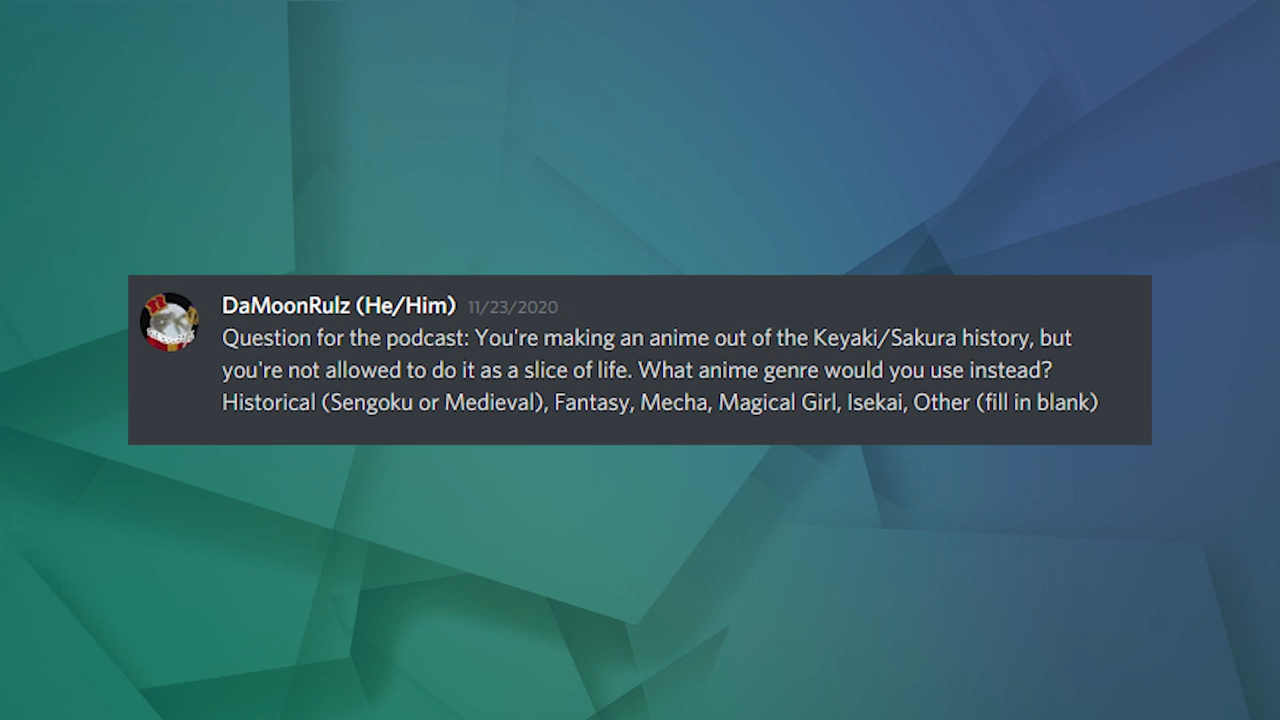 DaMoonRulz (He/Him) 11/23/2020
Question for the podcast: You're making an anime out of the Keyaki/Sakura history, but
you're not allowed to do it as a slice of life. What anime genre would you use instead?
Historical (Sengoku or Medieval), Fantasy, Mecha, Magical Girl, Isekai, Other (fill in blank)